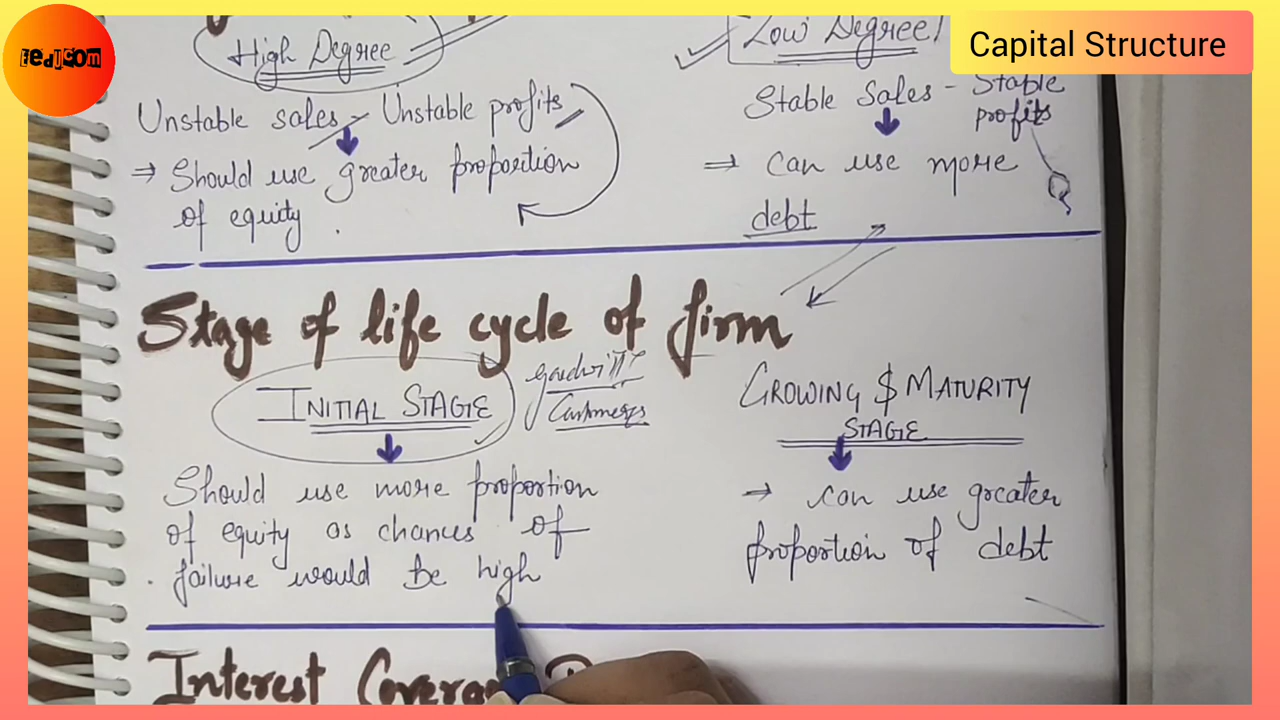 FeduCom
Capital Structure
High Degree
Unstable sales - Unstable profits
⇒ Should use greater proportion
of equity.
Low Degree
Stable Sales - Stable
profits
⇒ Can use more
debt
Stage of life cycle of firm
INITIAL STAGE
goodwill
Customers
Should use more proportion
of equity as chances of
failure would be high
GROWING $ MATURITY
STAGE
→ can use greater
proportion of debt
Interest Coverage